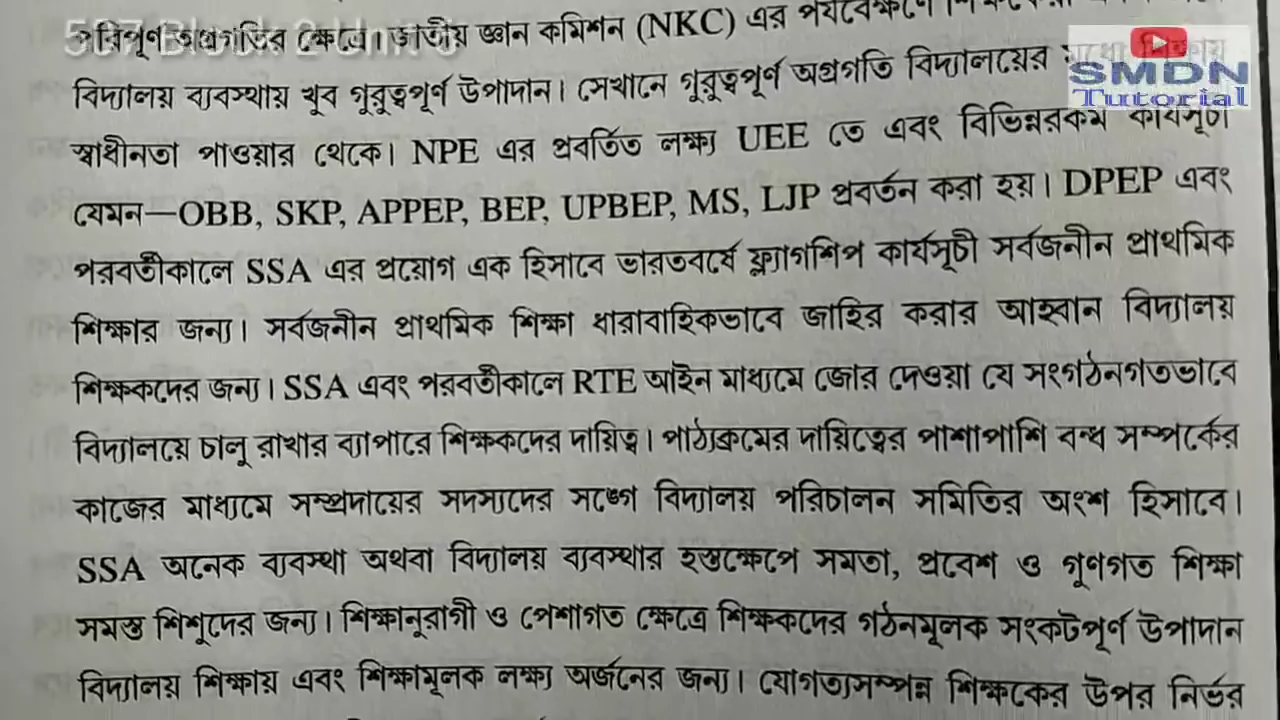 507 Block 2 Unit 6
পরিপূর্ণ অগ্রগতির ক্ষেত্রে। জাতীয় জ্ঞান কমিশন (NKC) এর পর্যবেক্ষণে
SMDN
Tutorial
বিদ্যালয় ব্যবস্থায় খুব গুরুত্বপূর্ণ উপাদান। সেখানে গুরুত্বপূর্ণ অগ্রগতি বিদ্যালয়ের
স্বাধীনতা পাওয়ার থেকে। NPE এর প্রবর্তিত লক্ষ্য UEE তে এবং বিভিন্নরকম কার্যসূচী
যেমন—OBB, SKP, APPEP, BEP, UPBEP, MS, LJP প্রবর্তন করা হয়। DPEP এবং
পরবর্তীকালে SSA এর প্রয়োগ এক হিসাবে ভারতবর্ষে ফ্ল্যাগশিপ কার্যসূচী সর্বজনীন প্রাথমিক
শিক্ষার জন্য। সর্বজনীন প্রাথমিক শিক্ষা ধারাবাহিকভাবে জাহির করার আহ্বান বিদ্যালয়
শিক্ষকদের জন্য। SSA এবং পরবর্তীকালে RTE আইন মাধ্যমে জোর দেওয়া যে সংগঠনগতভাবে
বিদ্যালয়ে চালু রাখার ব্যাপারে শিক্ষকদের দায়িত্ব। পাঠ্যক্রমের দায়িত্বের পাশাপাশি বন্ধ সম্পর্কের
কাজের মাধ্যমে সম্প্রদায়ের সদস্যদের সঙ্গে বিদ্যালয় পরিচালন সমিতির অংশ হিসাবে।
SSA অনেক ব্যবস্থা অথবা বিদ্যালয় ব্যবস্থার হস্তক্ষেপে সমতা, প্রবেশ ও গুণগত শিক্ষা
সমস্ত শিশুদের জন্য। শিক্ষানুরাগী ও পেশাগত ক্ষেত্রে শিক্ষকদের গঠনমূলক সংকটপূর্ণ উপাদান
বিদ্যালয় শিক্ষায় এবং শিক্ষামূলক লক্ষ্য অর্জনের জন্য। যোগ্যতাসম্পন্ন শিক্ষকের উপর নির্ভর